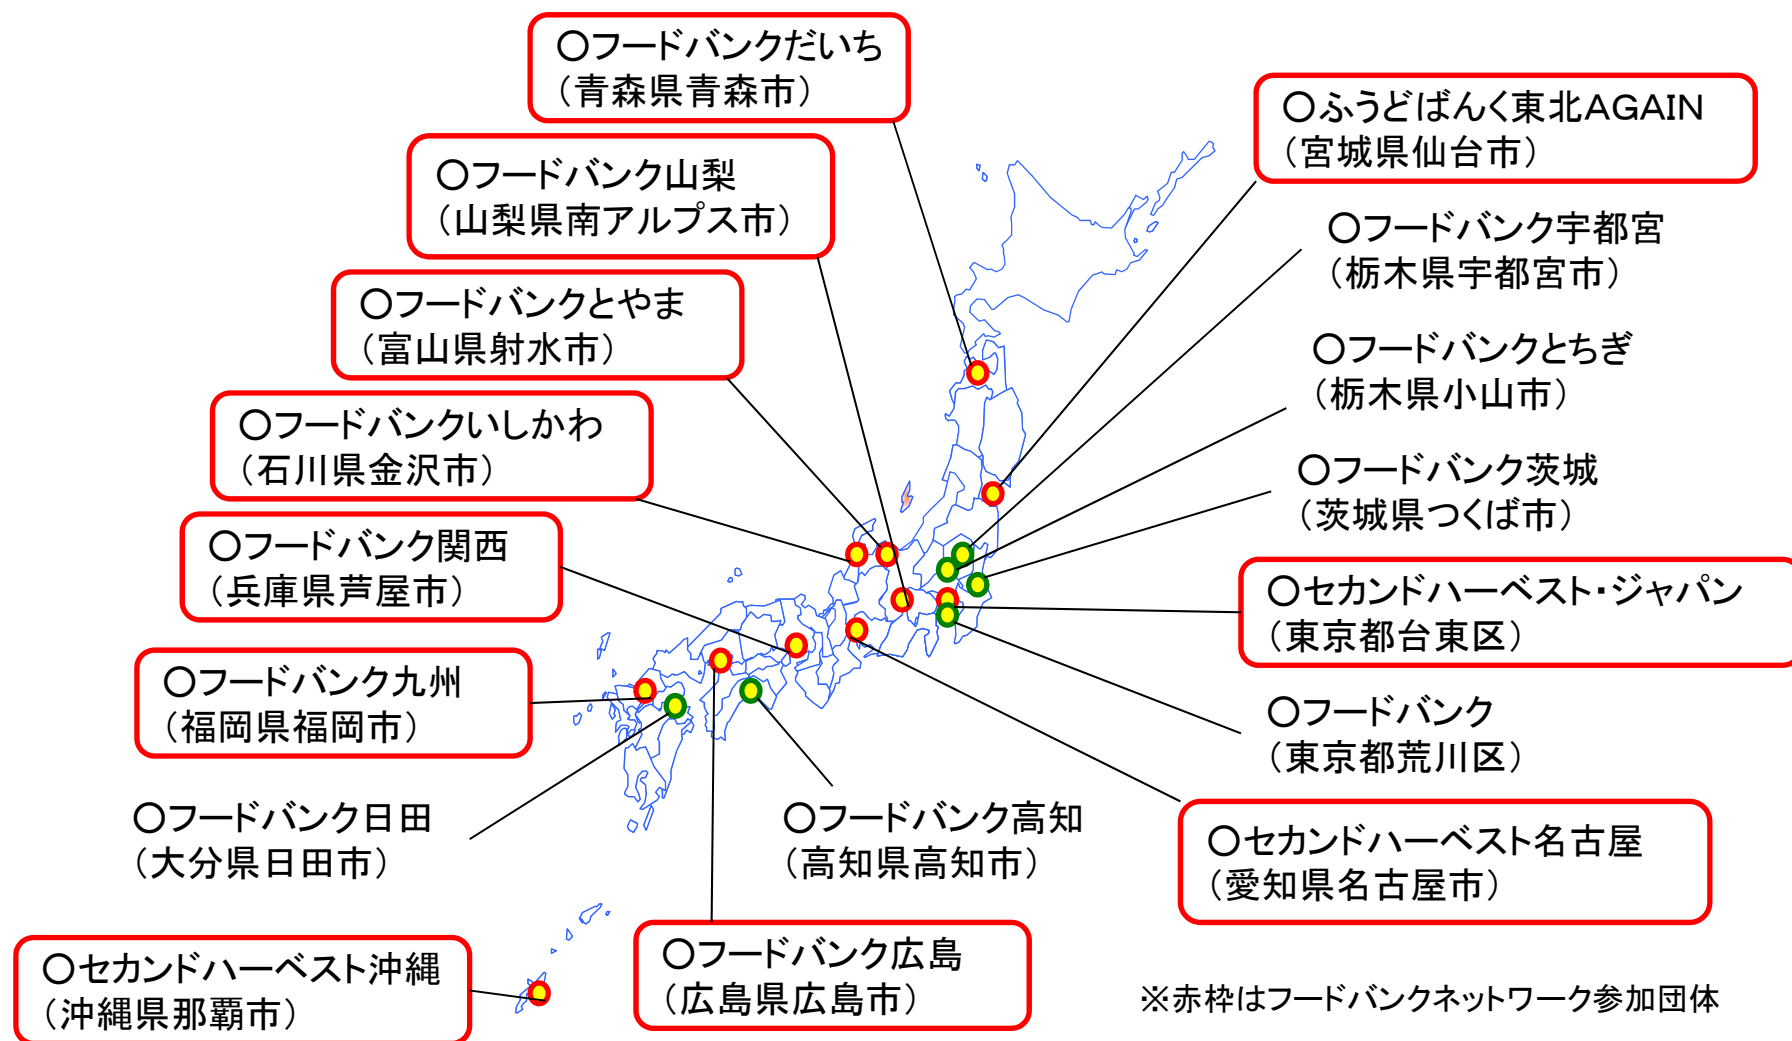 ○フードバンクだいち
（青森県青森市）
○ふうどばんく東北AGAIN
（宮城県仙台市）
○フードバンク山梨
（山梨県南アルプス市）
○フードバンク宇都宮
（栃木県宇都宮市）
○フードバンクとやま
（富山県射水市）
○フードバンクとちぎ
（栃木県小山市）
○フードバンクいしかわ
（石川県金沢市）
○フードバンク茨城
（茨城県つくば市）
○フードバンク関西
（兵庫県芦屋市）
○セカンドハーベスト・ジャパン
（東京都台東区）
○フードバンク九州
（福岡県福岡市）
○フードバンク
（東京都荒川区）
○フードバンク日田
（大分県日田市）
○フードバンク高知
（高知県高知市）
○セカンドハーベスト名古屋
（愛知県名古屋市）
○セカンドハーベスト沖縄
（沖縄県那覇市）
○フードバンク広島
（広島県広島市）
※赤枠はフードバンクネットワーク参加団体